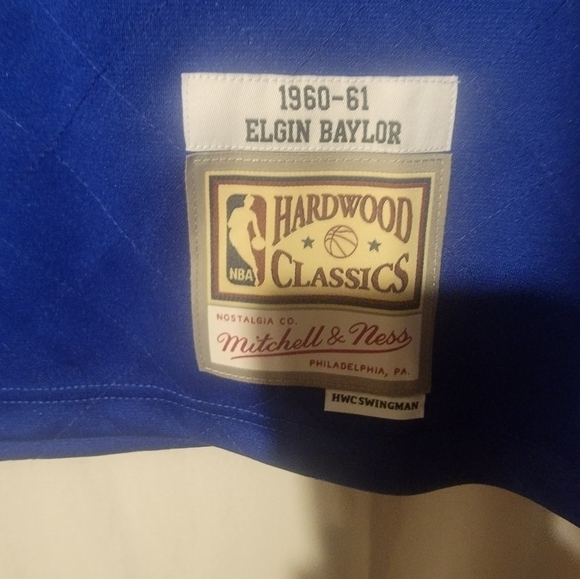 1960-61
ELGIN BAYLOR
HARDWOOD
CLASSICS
NBA
NOSTALGIA CO.
Mitchell & Ness
PHILADELPHIA, PA.
HWCSWINGMAN